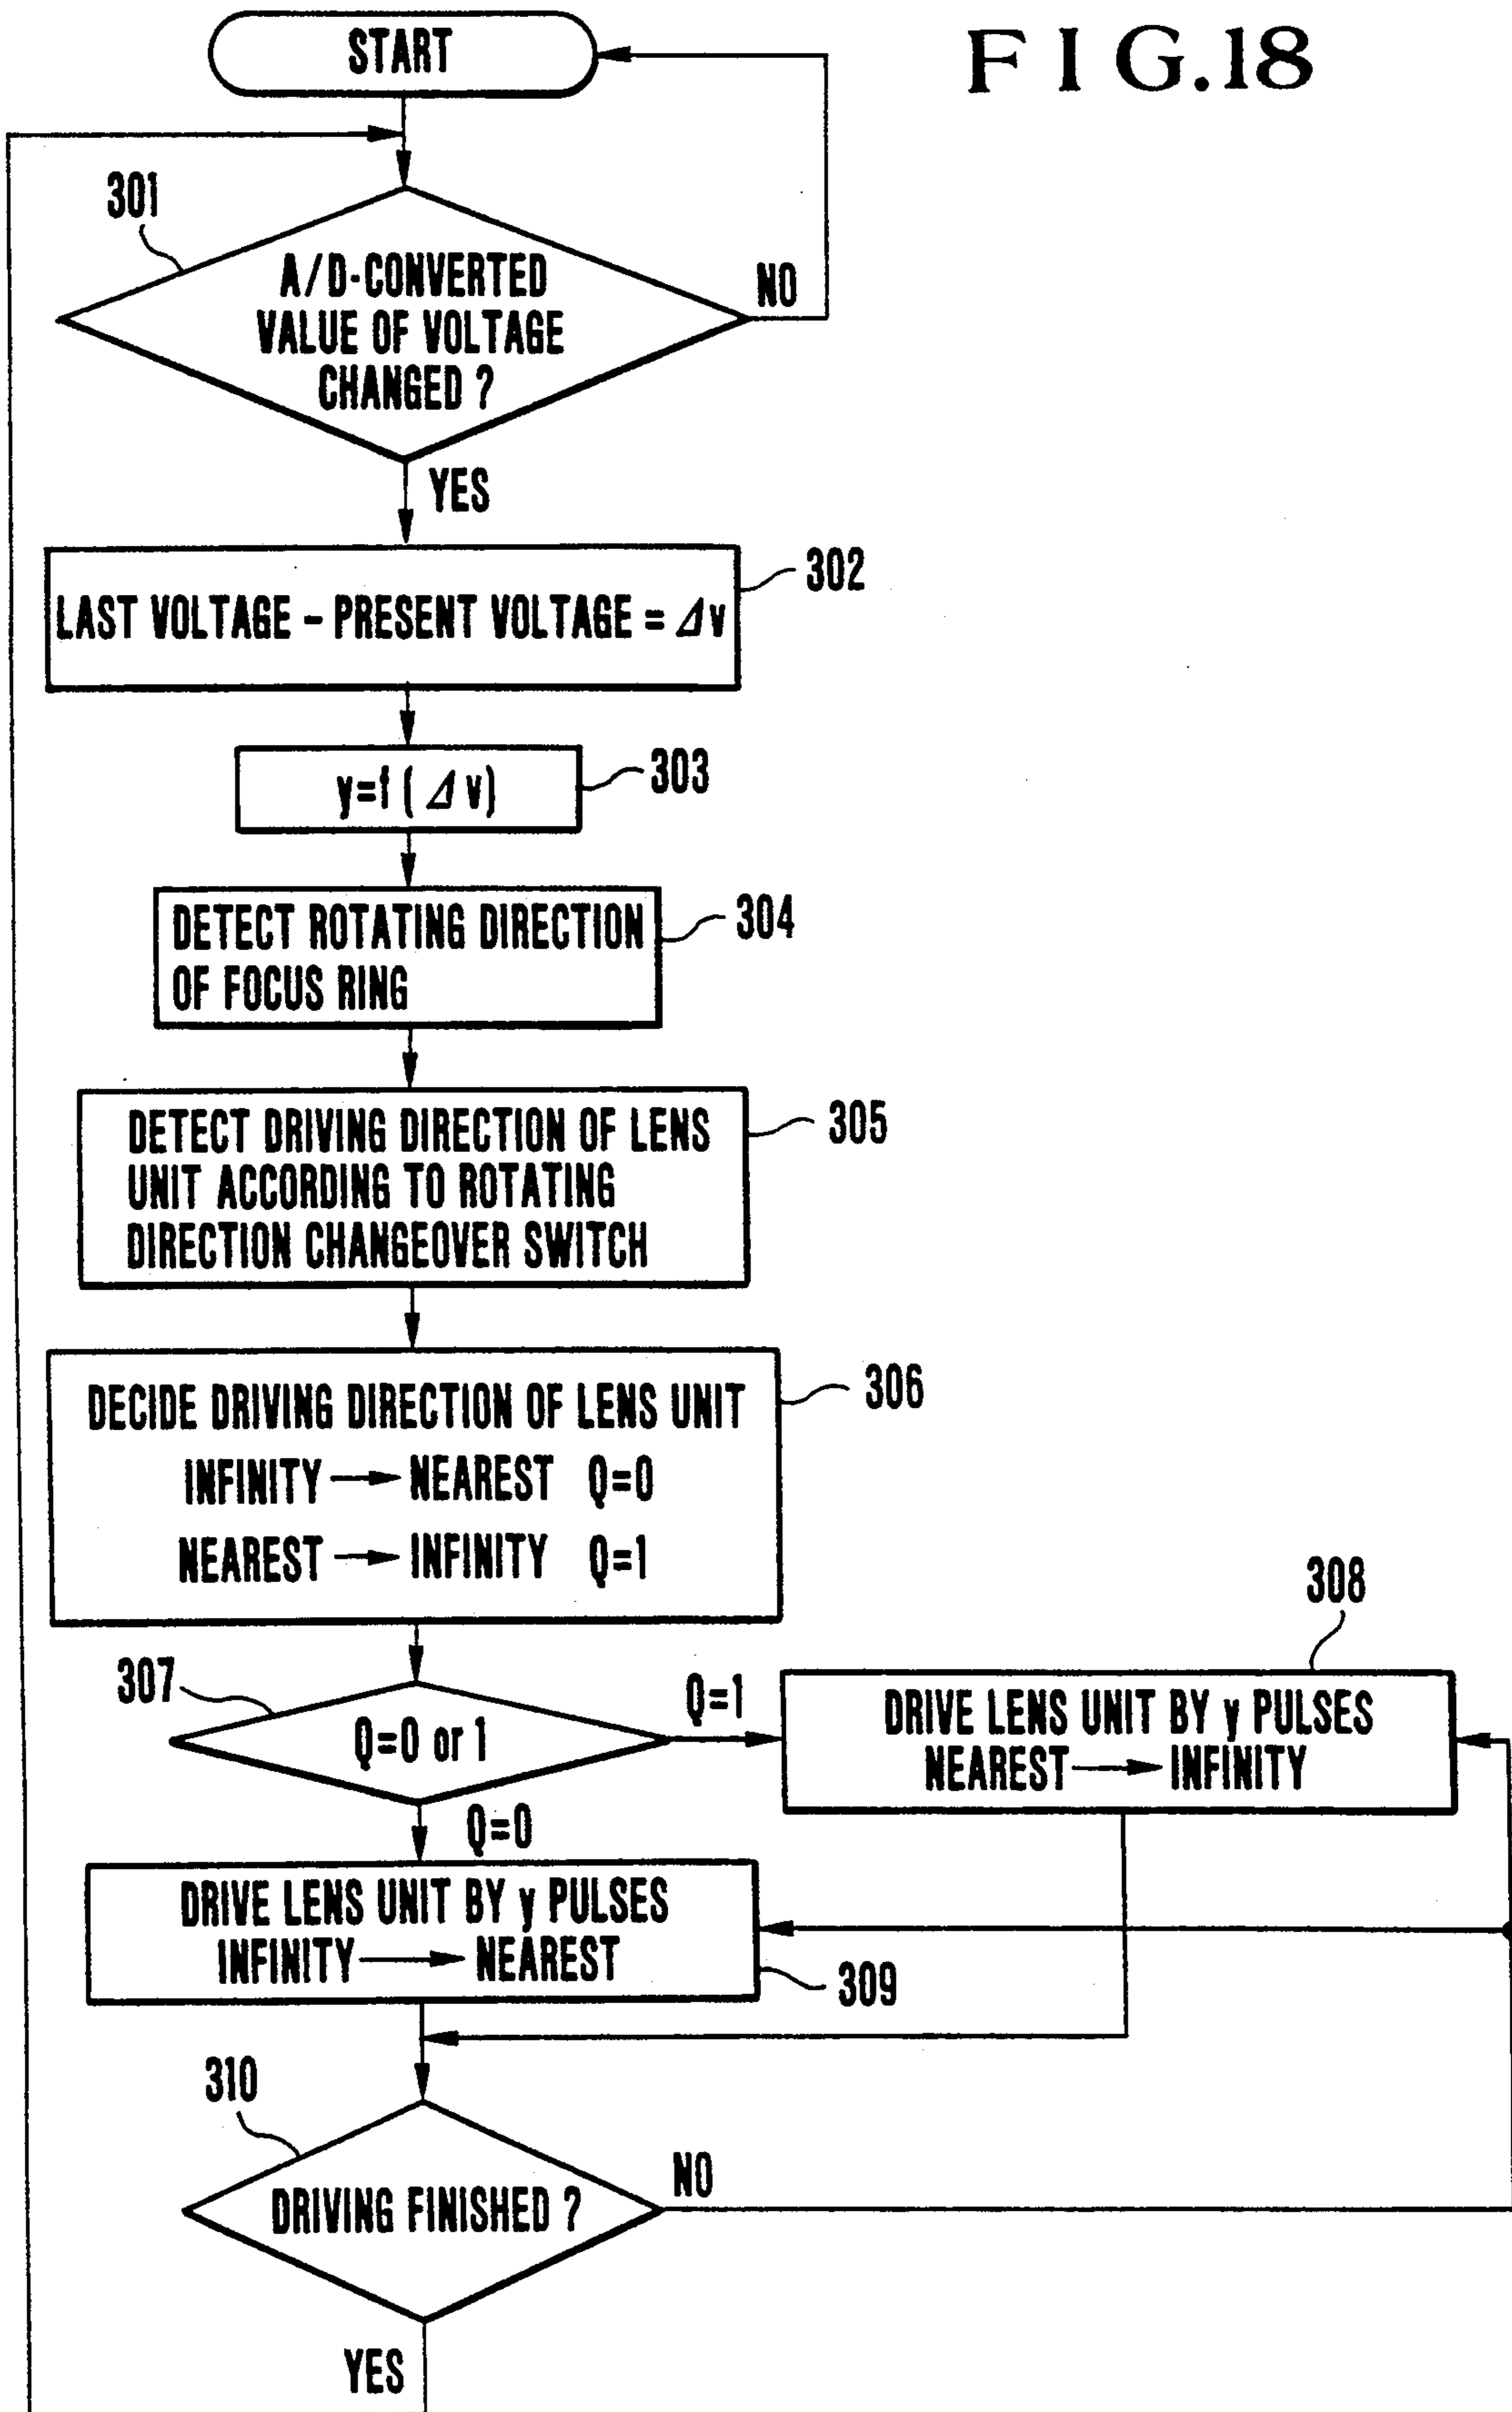 FIG.18
START
301
A/D-CONVERTED
VALUE OF VOLTAGE
CHANGED ?
NO
YES
302
LAST VOLTAGE - PRESENT VOLTAGE = Δv
303
y=f ( Δv)
304
DETECT ROTATING DIRECTION
OF FOCUS RING
305
DETECT DRIVING DIRECTION OF LENS
UNIT ACCORDING TO ROTATING
DIRECTION CHANGEOVER SWITCH
306
DECIDE DRIVING DIRECTION OF LENS UNIT
INFINITY → NEAREST Q=0
NEAREST → INFINITY Q=1
307
Q=0 or 1
Q=1
308
DRIVE LENS UNIT BY y PULSES
NEAREST → INFINITY
Q=0
DRIVE LENS UNIT BY y PULSES
INFINITY → NEAREST
309
310
DRIVING FINISHED ?
NO
YES